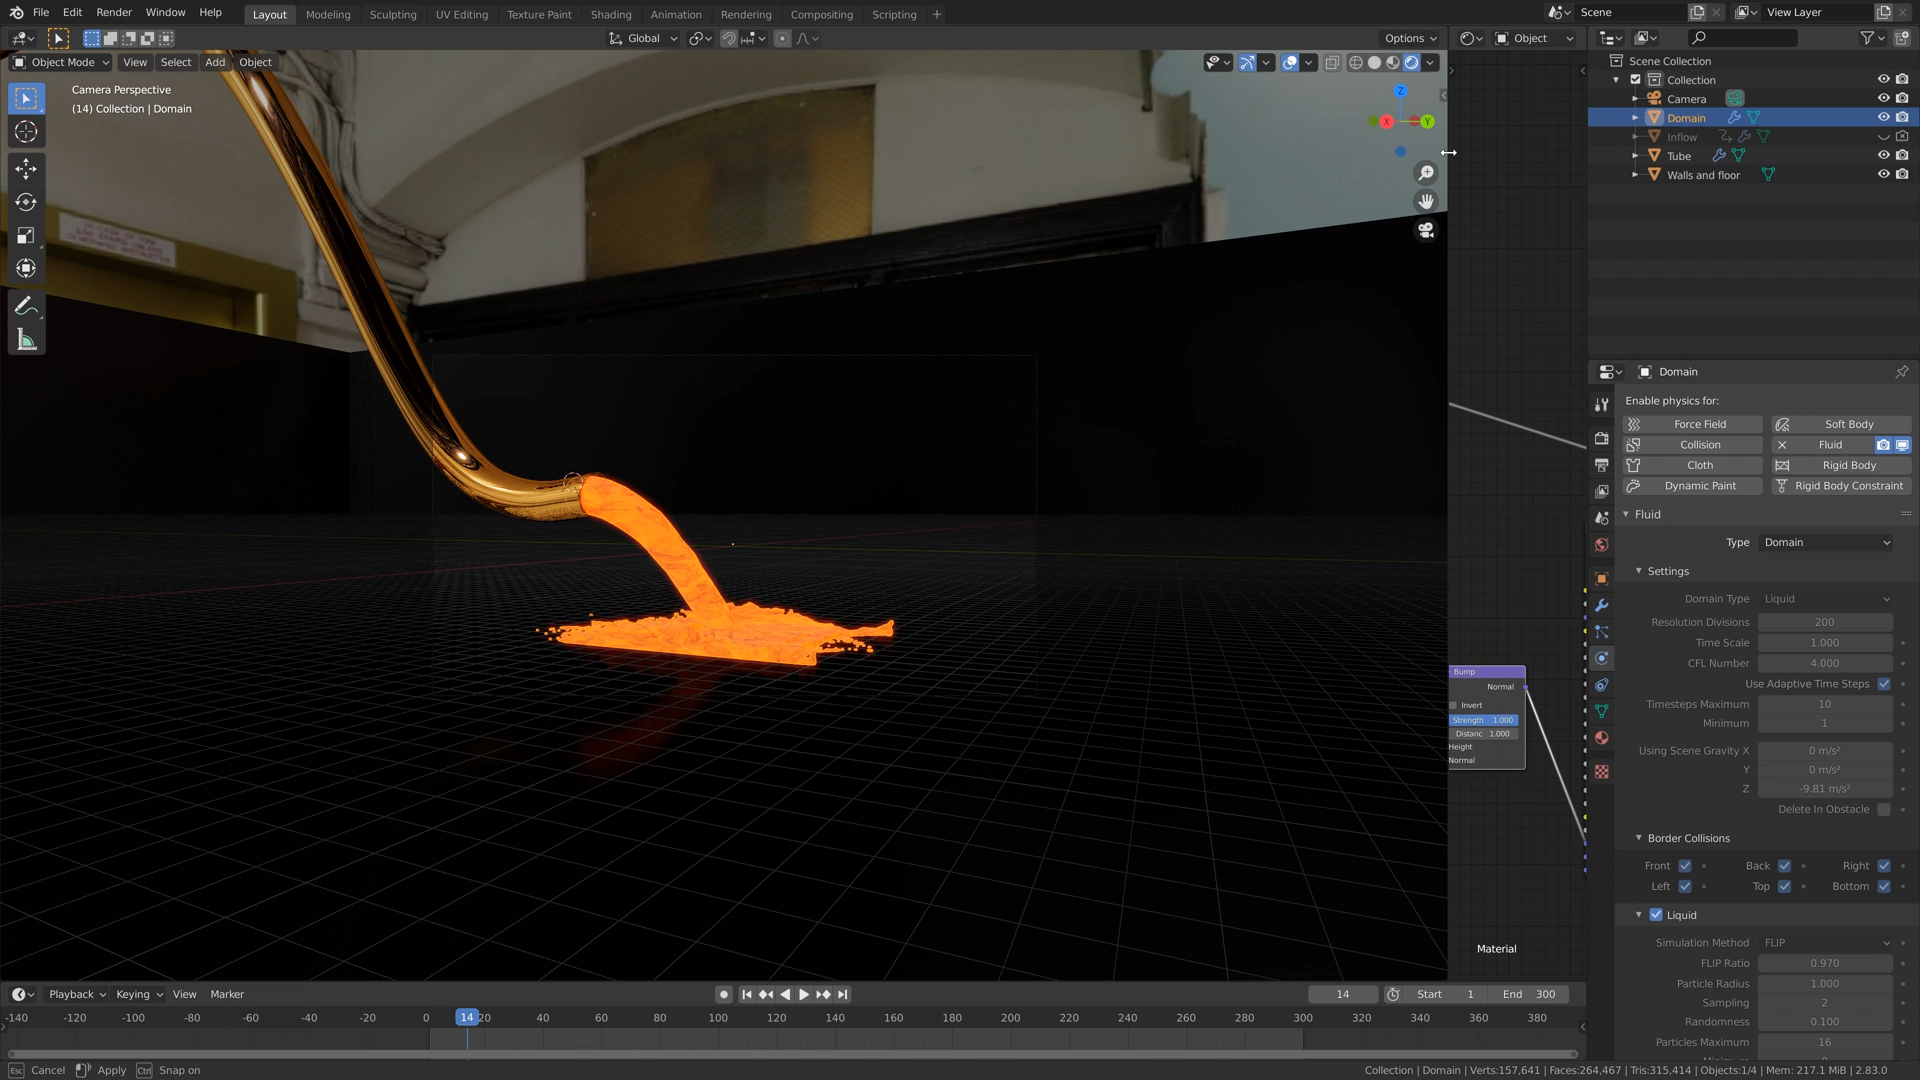 File Edit Render Window Help Layout Modeling Sculpting UV Editing Texture Paint Shading Animation Rendering Compositing Scripting + Scene View Layer
Global Options Object
Object Mode View Select Add Object
Camera Perspective
(14) Collection | Domain
Z
X Y
Scene Collection
Collection
Camera
Domain
Inflow
Tube
Walls and floor
Domain
Enable physics for:
Force Field Soft Body
Collision Fluid
Cloth Rigid Body
Dynamic Paint Rigid Body Constraint
Fluid
Type Domain
Settings
Domain Type Liquid
Resolution Divisions 200
Time Scale 1.000
CFL Number 4.000
Use Adaptive Time Steps
Timesteps Maximum 10
Minimum 1
Using Scene Gravity X 0 m/s²
Y 0 m/s²
Z -9.81 m/s²
Delete In Obstacle
Border Collisions
Front Back Right
Left Top Bottom
Liquid
Simulation Method FLIP
FLIP Ratio 0.970
Particle Radius 1.000
Sampling 2
Randomness 0.100
Particles Maximum 16
Bump
Normal
Invert
Strength 1.000
Distanc 1.000
Height
Normal
Material
Playback Keying View Marker 14 Start 1 End 300
-140 -120 -100 -80 -60 -40 -20 0 14 20 40 60 80 100 120 140 160 180 200 220 240 260 280 300 320 340 360 380
Esc Cancel Apply Ctrl Snap on Collection | Domain | Verts:157,641 | Faces:264,467 | Tris:315,414 | Objects:1/4 | Mem: 217.1 MiB | 2.83.0